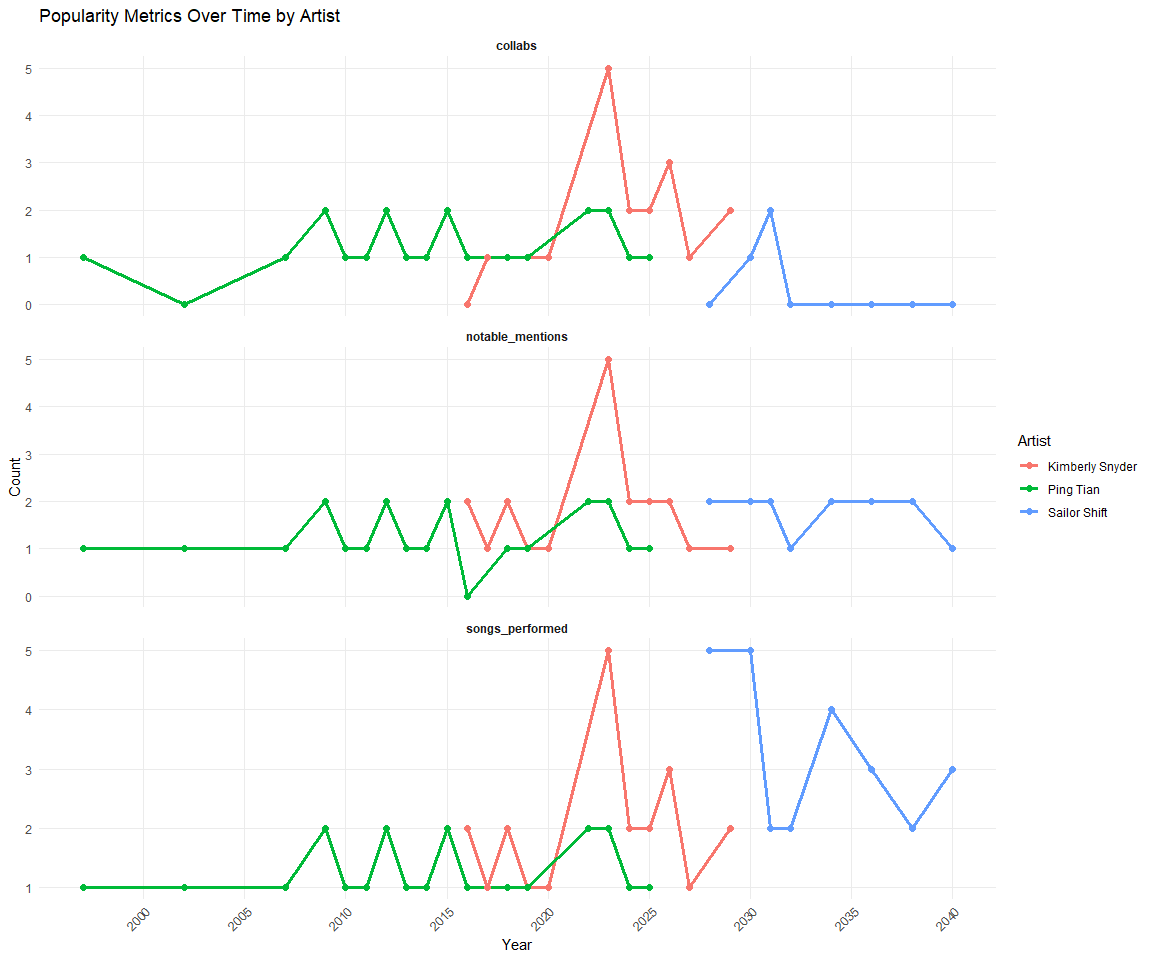 Popularity Metrics Over Time by Artist
collabs
5
4
3
2
1
0
notable_mentions
5
4
3
2
1
0
songs_performed
5
4
3
2
1
2000 2005 2010 2015 2020 2025 2030 2035 2040
Year
Count
Artist
Kimberly Snyder
Ping Tian
Sailor Shift